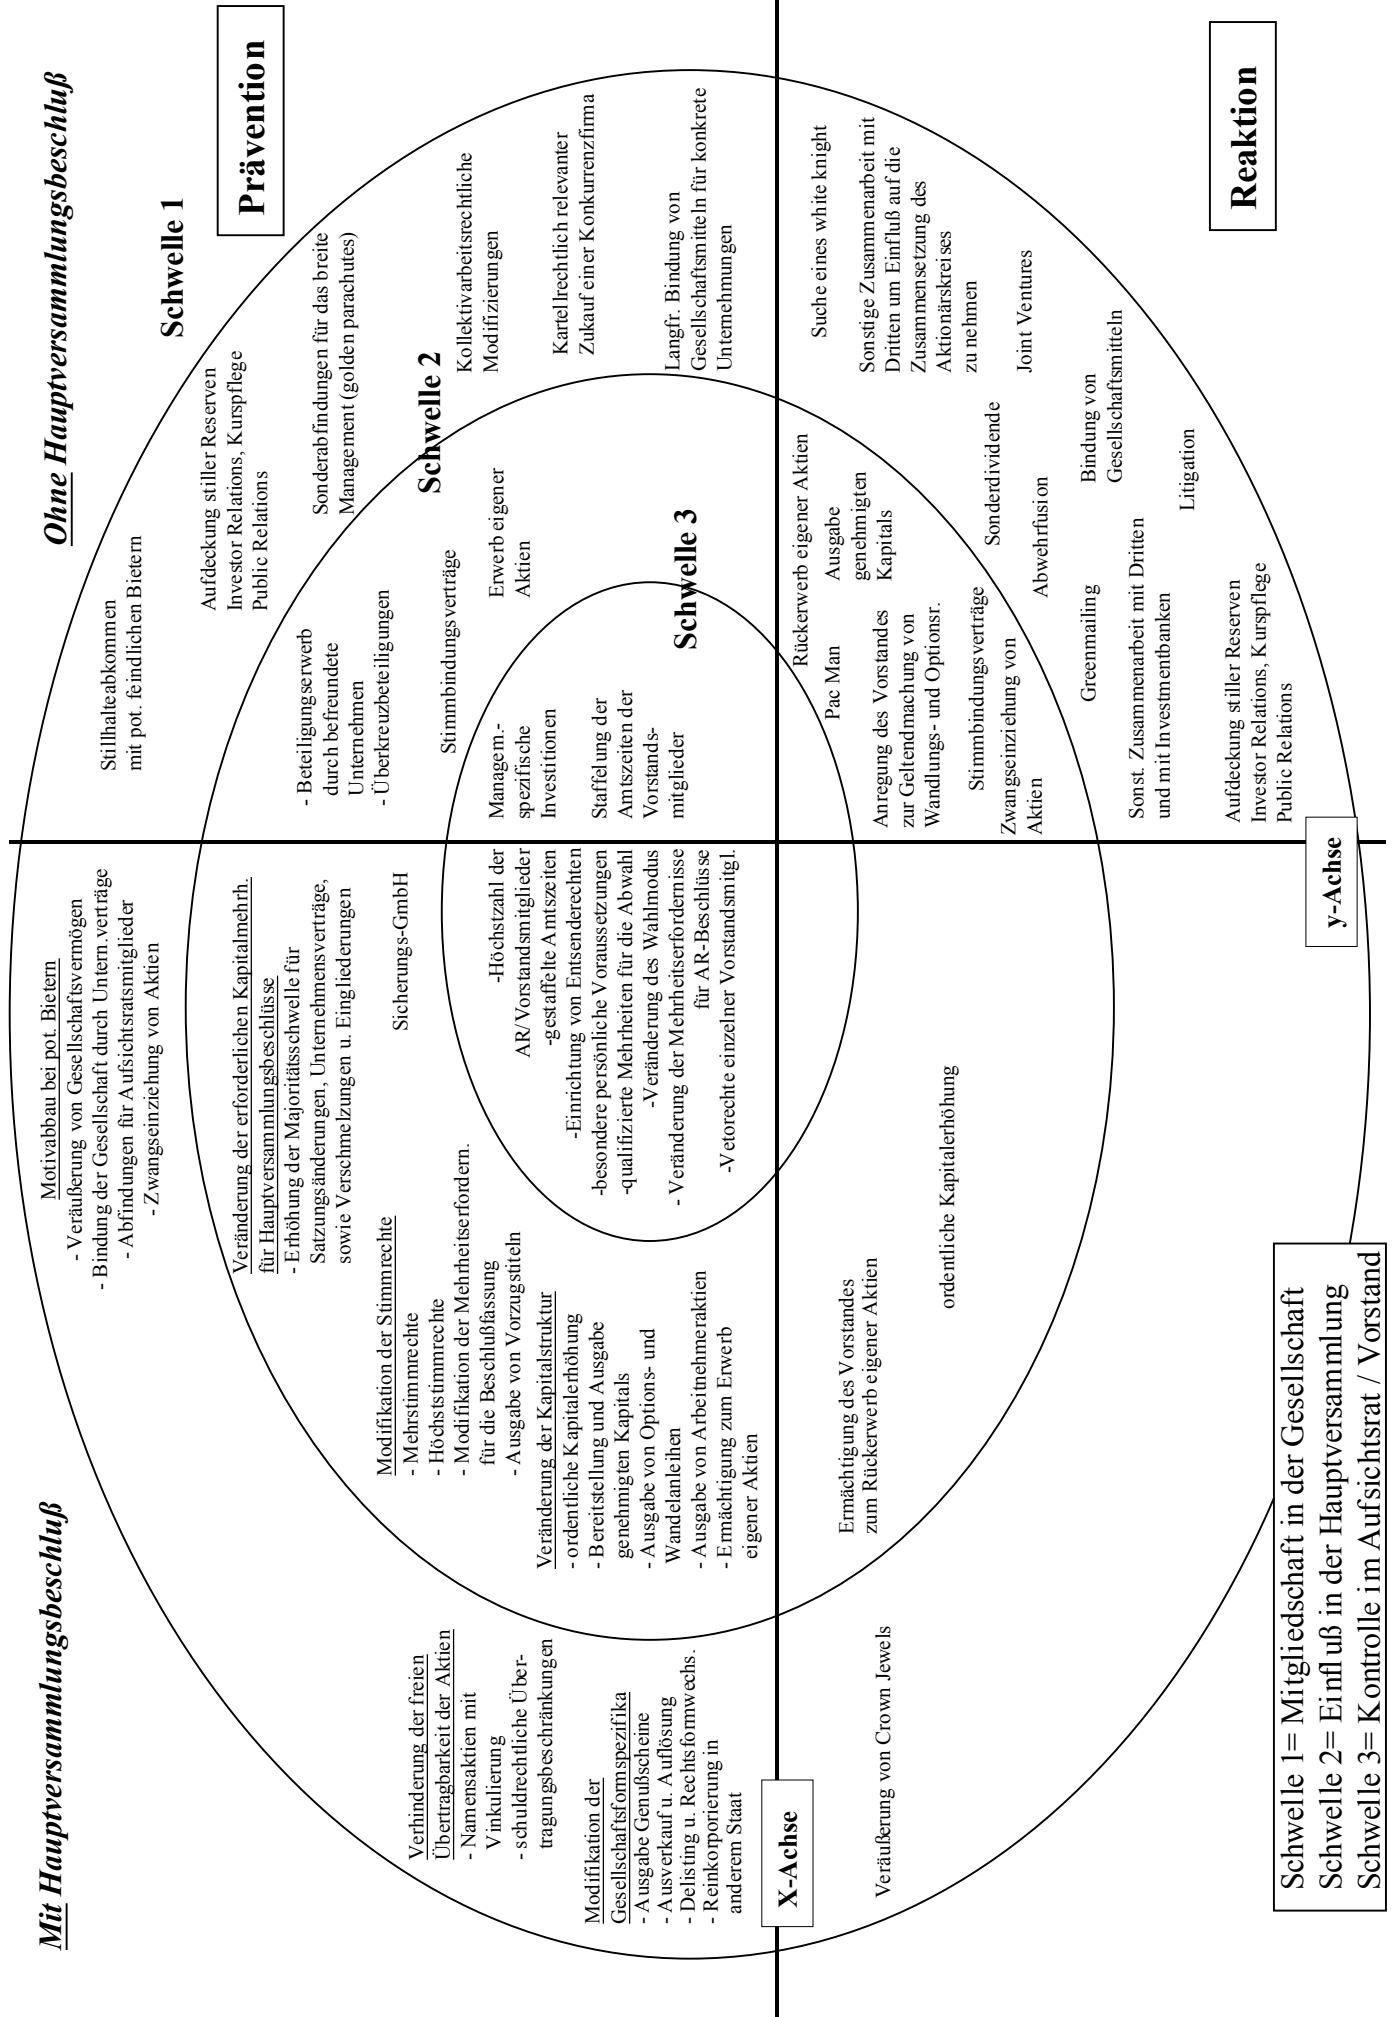 Mit Hauptversammlungsbeschluß
Ohne Hauptversammlungsbeschluß
Prävention
Schwelle 1
Motivabbau bei pot. Bietern
- Veräußerung von Gesellschaftsvermögen
- Bindung der Gesellschaft durch Untern.verträge
- Abfindungen für Aufsichtsratsmitglieder
- Zwangseinziehung von Aktien
Stillhalteabkommen
mit pot. feindlichen Bietern
Aufdeckung stiller Reserven
Investor Relations, Kurspflege
Public Relations
Sonderabfindungen für das breite
Management (golden parachutes)
Veränderung der erforderlichen Kapitalmehrh.
für Hauptversammlungsbeschlüsse
- Erhöhung der Majoritätsschwelle für
Satzungsänderungen, Unternehmensverträge,
sowie Verschmelzungen u. Eingliederungen
- Beteiligungserwerb
durch befreundete
Unternehmen
- Überkreuzbeteiligungen
Sicherungs-GmbH
Schwelle 2
Stimmbindungsverträge
Kollektivarbeitsrechtliche
Modifizierungen
Verhinderung der freien
Übertragbarkeit der Aktien
- Namensaktien mit
Vinkulierung
- schuldrechtliche Über-
tragungsbeschränkungen
Modifikation der Stimmrechte
- Mehrstimmrechte
- Höchststimmrechte
- Modifikation der Mehrheitserfordern.
für die Beschlußfassung
- Ausgabe von Vorzugstiteln
Erwerb eigener
Aktien
Managem.-
spezifische
Investitionen
Kartellrechtlich relevanter
Zukauf einer Konkurrenzfirma
Veränderung der Kapitalstruktur
- ordentliche Kapitalerhöhung
- Bereitstellung und Ausgabe
genehmigten Kapitals
- Ausgabe von Options- und
Wandelanleihen
- Ausgabe von Arbeitnehmeraktien
- Ermächtigung zum Erwerb
eigener Aktien
-Höchstzahl der
AR/Vorstandsmitglieder
-gestaffelte Amtszeiten
-Einrichtung von Entsenderechten
-besondere persönliche Voraussetzungen
-qualifizierte Mehrheiten für die Abwahl
-Veränderung des Wahlmodus
- Veränderung der Mehrheitserfordernisse
für AR-Beschlüsse
-Vetorechte einzelner Vorstandsmitgl.
Staffelung der
Amtszeiten der
Vorstands-
mitglieder
Schwelle 3
Langfr. Bindung von
Gesellschaftsmitteln für konkrete
Unternehmungen
Modifikation der
Gesellschaftsformspezifika
- Ausgabe Genußscheine
- Ausverkauf u. Auflösung
- Delisting u. Rechtsformwechs.
- Reinkorporierung in
anderem Staat
X-Achse
Rückerwerb eigener Aktien
Suche eines white knight
Pac Man
Ausgabe
genehmigten
Kapitals
Sonstige Zusammenarbeit mit
Dritten um Einfluß auf die
Zusammensetzung des
Aktionärskreises
zu nehmen
Ermächtigung des Vorstandes
zum Rückerwerb eigener Aktien
Veräußerung von Crown Jewels
Anregung des Vorstandes
zur Geltendmachung von
Wandlungs- und Optionsr.
ordentliche Kapitalerhöhung
Stimmbindungsverträge
Sonderdividende
Zwangseinziehung von
Aktien
Joint Ventures
Abwehrfusion
Greenmailing
Bindung von
Gesellschaftsmitteln
Sonst. Zusammenarbeit mit Dritten
und mit Investmentbanken
Litigation
Aufdeckung stiller Reserven
Investor Relations, Kurspflege
Public Relations
Reaktion
y-Achse
Schwelle 1= Mitgliedschaft in der Gesellschaft
Schwelle 2= Einfluß in der Hauptversammlung
Schwelle 3= Kontrolle im Aufsichtsrat / Vorstand